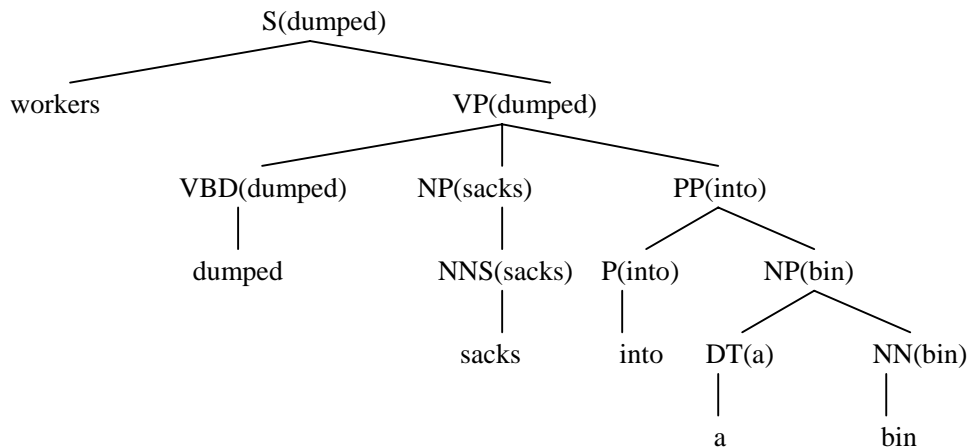 S(dumped)
workers VP(dumped)
VBD(dumped) NP(sacks) PP(into)
dumped NNS(sacks) P(into) NP(bin)
sacks into DT(a) NN(bin)
a bin